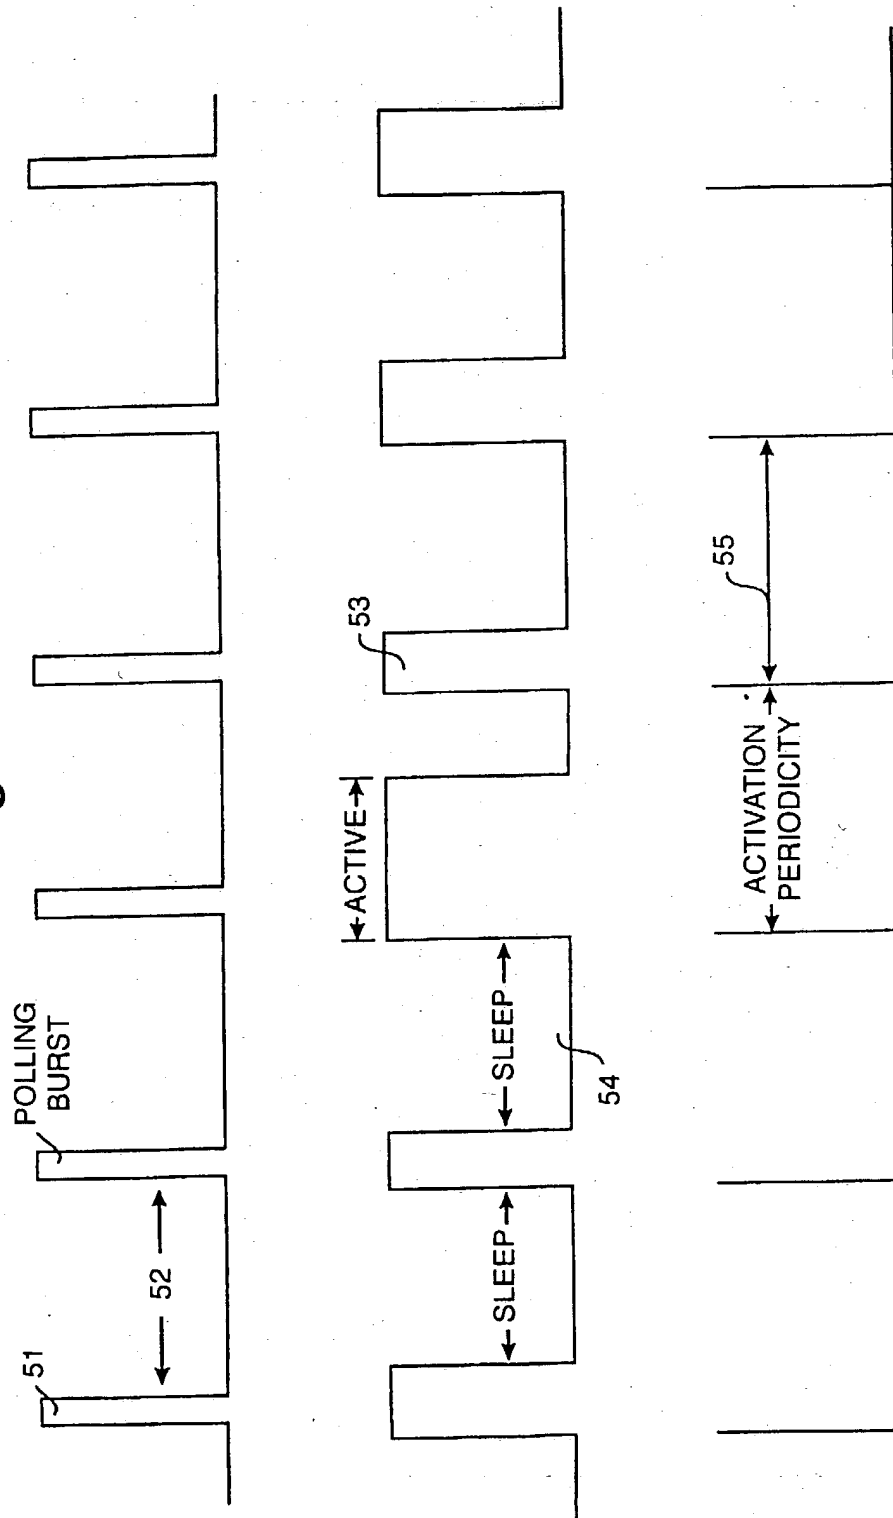 51
52
POLLING
BURST
SLEEP
SLEEP
54
ACTIVE
53
ACTIVATION
PERIODICITY
55